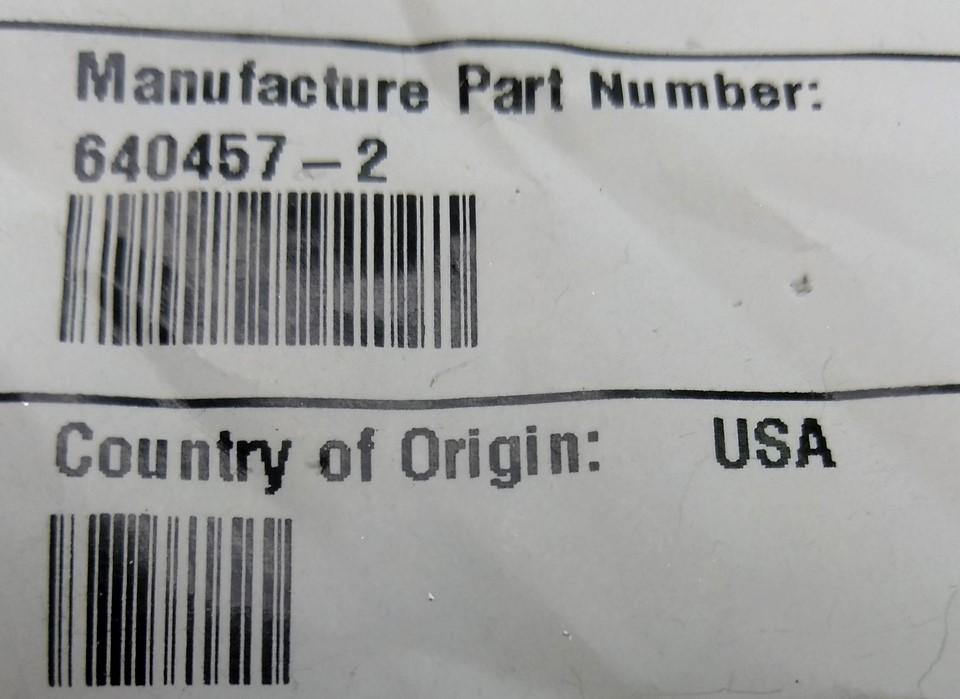 Manufacture Part Number:
640457-2
Country of Origin: USA